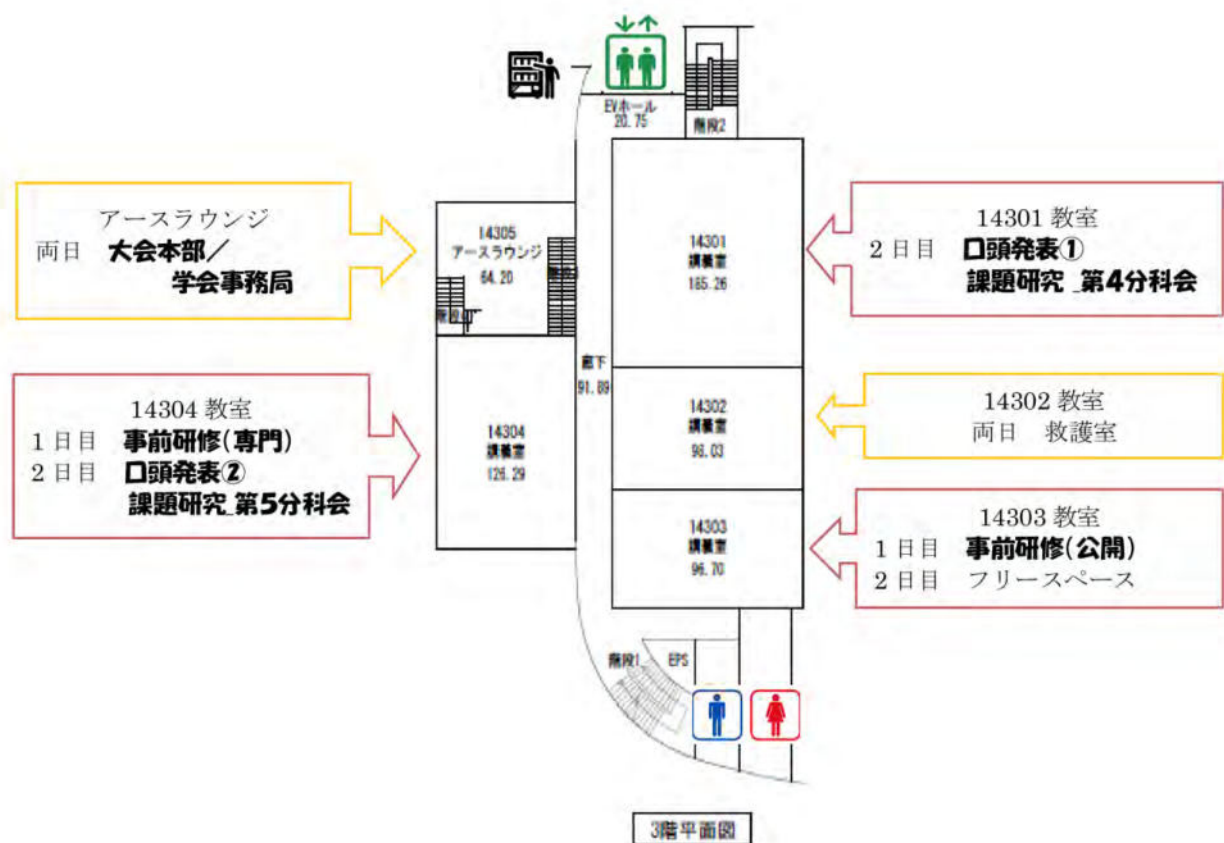 EVホール
20.75
階段2
アースラウンジ
両日 大会本部／
学会事務局
14305
アースラウンジ
64.20
14301
講義室
165.26
14301 教室
2日目 口頭発表①
課題研究_第4分科会
廊下
91.89
14304 教室
1日目 事前研修(専門)
2日目 口頭発表②
課題研究_第5分科会
14304
講義室
126.29
14302
講義室
98.03
14302 教室
両日 救護室
14303
講義室
96.70
14303 教室
1日目 事前研修(公開)
2日目 フリースペース
階段1
EPS
3階平面図